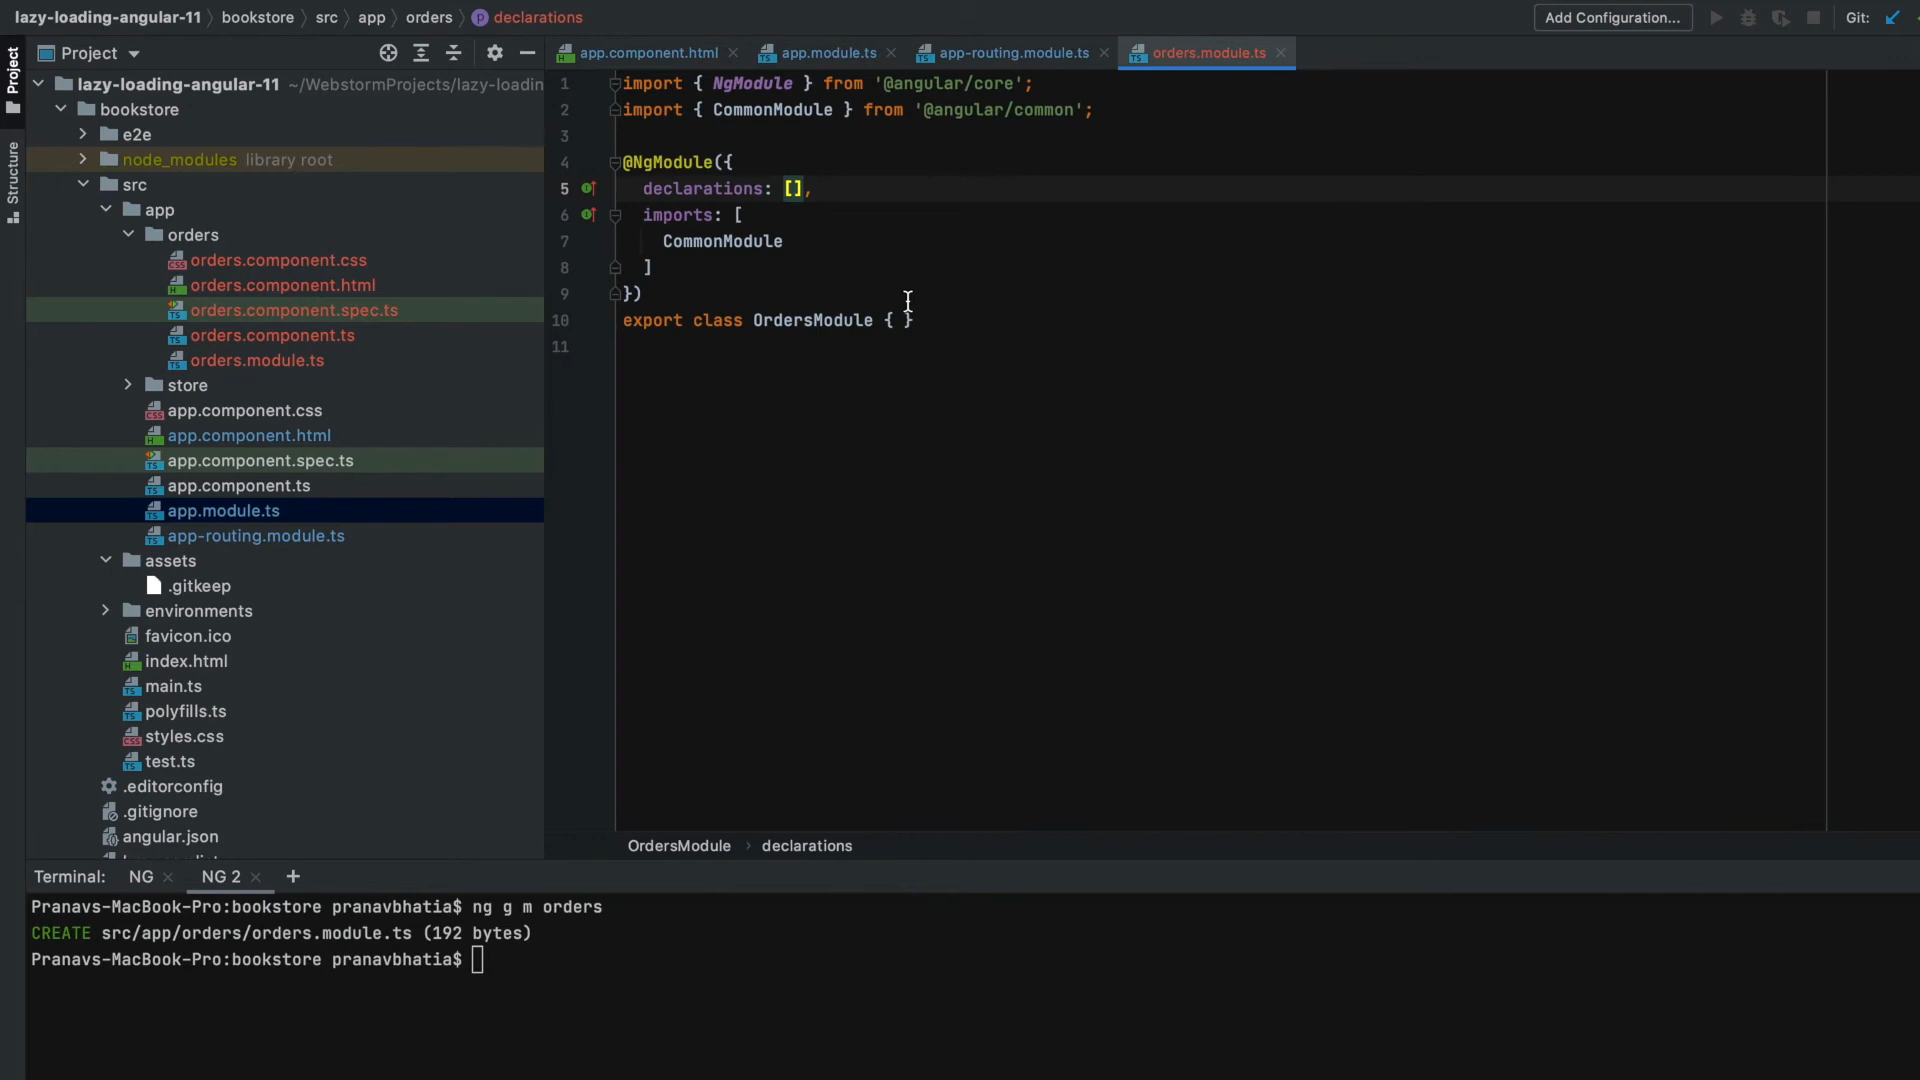 lazy-loading-angular-11 bookstore src app orders declarations
Add Configuration... Git:
Project
Project
Structure
lazy-loading-angular-11 ~/WebstormProjects/lazy-loadin
bookstore
e2e
node_modules library root
src
app
orders
orders.component.css
orders.component.html
orders.component.spec.ts
orders.component.ts
orders.module.ts
store
app.component.css
app.component.html
app.component.spec.ts
app.component.ts
app.module.ts
app-routing.module.ts
assets
.gitkeep
environments
favicon.ico
index.html
main.ts
polyfills.ts
styles.css
test.ts
.editorconfig
.gitignore
angular.json
app.component.html app.module.ts app-routing.module.ts orders.module.ts
1 import { NgModule } from '@angular/core';
2 import { CommonModule } from '@angular/common';
3
4 @NgModule({
5 declarations: [],
6 imports: [
7 CommonModule
8 ]
9 })
10 export class OrdersModule { }
11
OrdersModule › declarations
Terminal: NG NG 2
Pranavs-MacBook-Pro:bookstore pranavbhatia$ ng g m orders
CREATE src/app/orders/orders.module.ts (192 bytes)
Pranavs-MacBook-Pro:bookstore pranavbhatia$